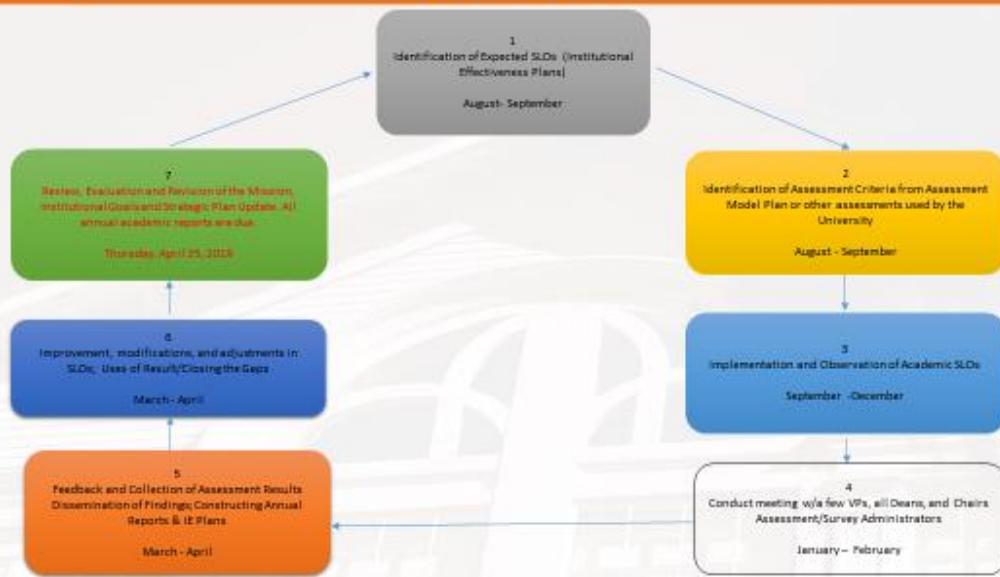 1
Identification of Expected SLOs (Institutional
Effectiveness Plans)
August- September
2
Identification of Assessment Criteria from Assessment
Model Plan or other assessments used by the
University
August - September
3
Implementation and Observation of Academic SLOs
September -December
4
Conduct meeting w/a few VPs, all Deans, and Chairs
Assessment/Survey Administrators
January – February
5
Feedback and Collection of Assessment Results
Dissemination of Findings; Constructing Annual
Reports & IE Plans
March - April
6
Improvement, modifications, and adjustments in
SLOs; Uses of Result/Closing the Gaps
March - April
7
Review, Evaluation and Revision of the Mission,
Institutional Goals and Strategic Plan Update. All
annual academic reports are due.
Thursday, April 25,